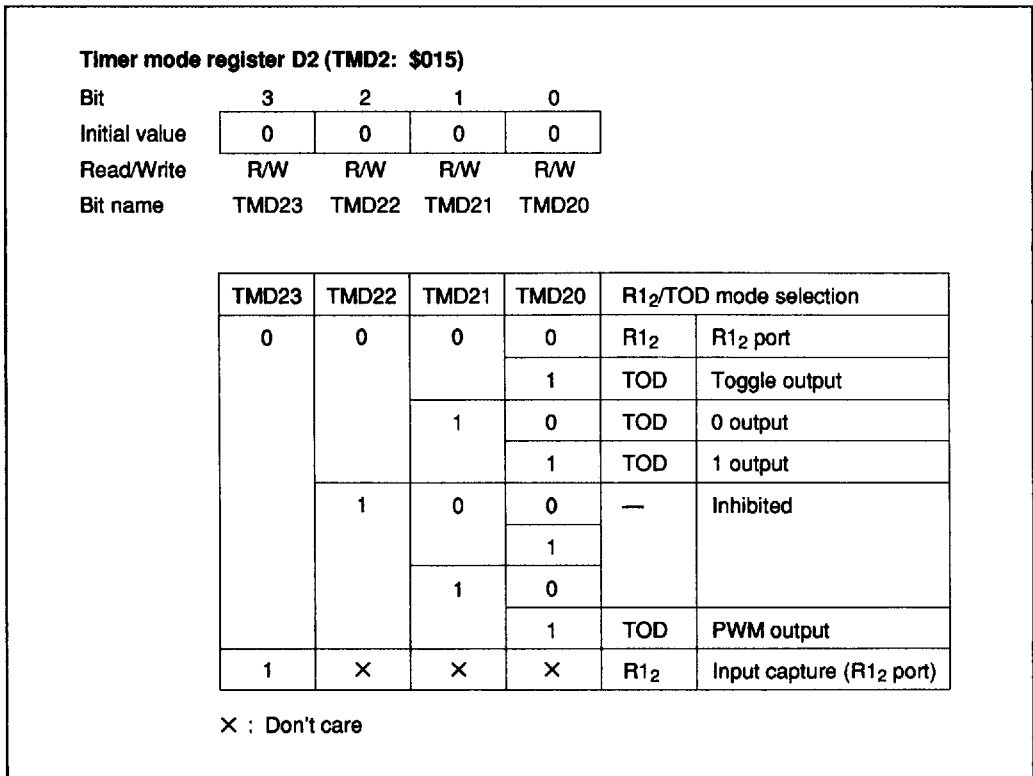 Timer mode register D2 (TMD2: $015)
Bit 3 2 1 0
Initial value 0 0 0 0
Read/Write R/W R/W R/W R/W
Bit name TMD23 TMD22 TMD21 TMD20
TMD23 TMD22 TMD21 TMD20 R1₂/TOD mode selection
0 0 0 0 R1₂ R1₂ port
1 TOD Toggle output
1 0 TOD 0 output
1 TOD 1 output
1 0 0 — Inhibited
1
1 0
1 TOD PWM output
1 × × × R1₂ Input capture (R1₂ port)
× : Don't care